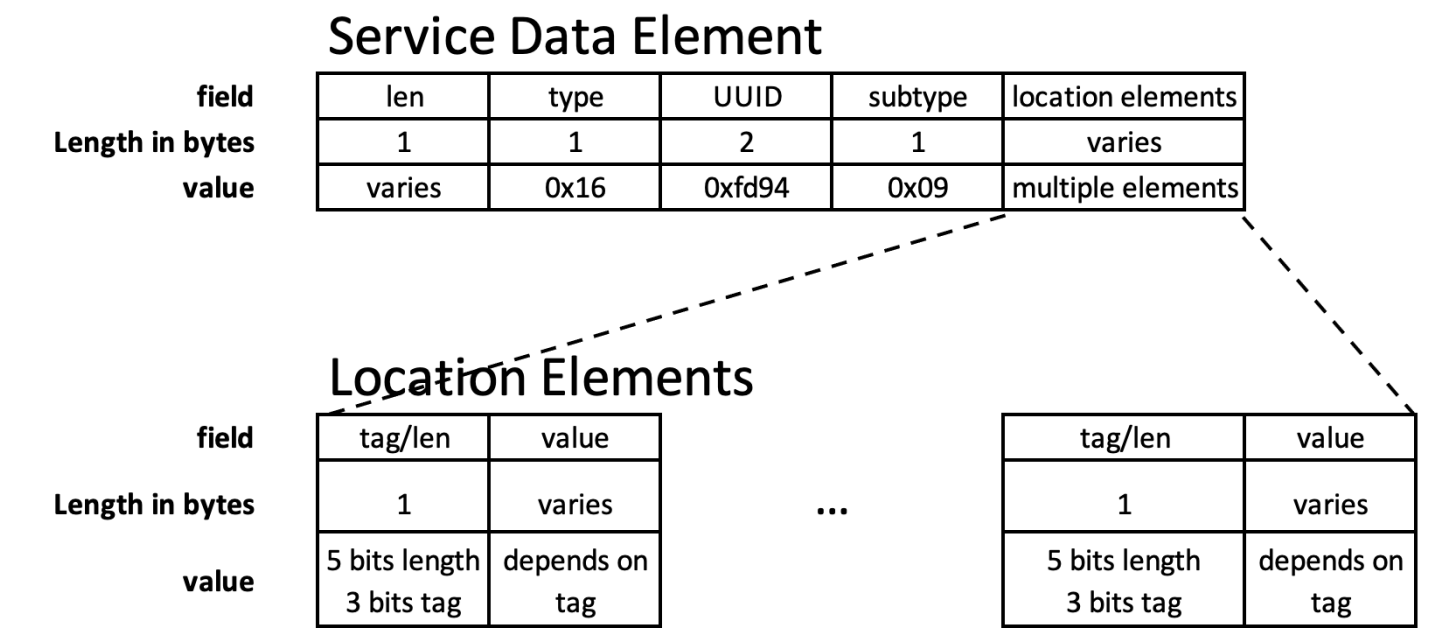 Service Data Element
field len type UUID subtype location elements
Length in bytes 1 1 2 1 varies
value varies 0x16 0xfd94 0x09 multiple elements
Location Elements
field tag/len value tag/len value
Length in bytes 1 varies ... 1 varies
value 5 bits length depends on 5 bits length depends on
3 bits tag tag 3 bits tag tag